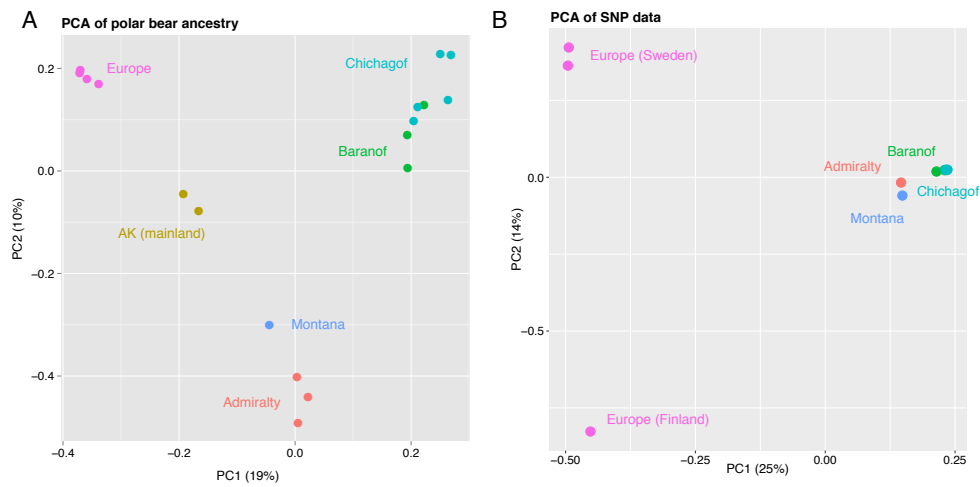 A
PCA of polar bear ancestry
0.2
0.0
−0.2
−0.4
PC2 (10%)
Europe
Chichagof
Baranof
AK (mainland)
Montana
Admiralty
−0.4
−0.2
0.0
0.2
PC1 (19%)
B
PCA of SNP data
0.0
−0.5
PC2 (14%)
Europe (Sweden)
Baranof
Admiralty
Chichagof
Montana
Europe (Finland)
−0.50
−0.25
0.00
0.25
PC1 (25%)